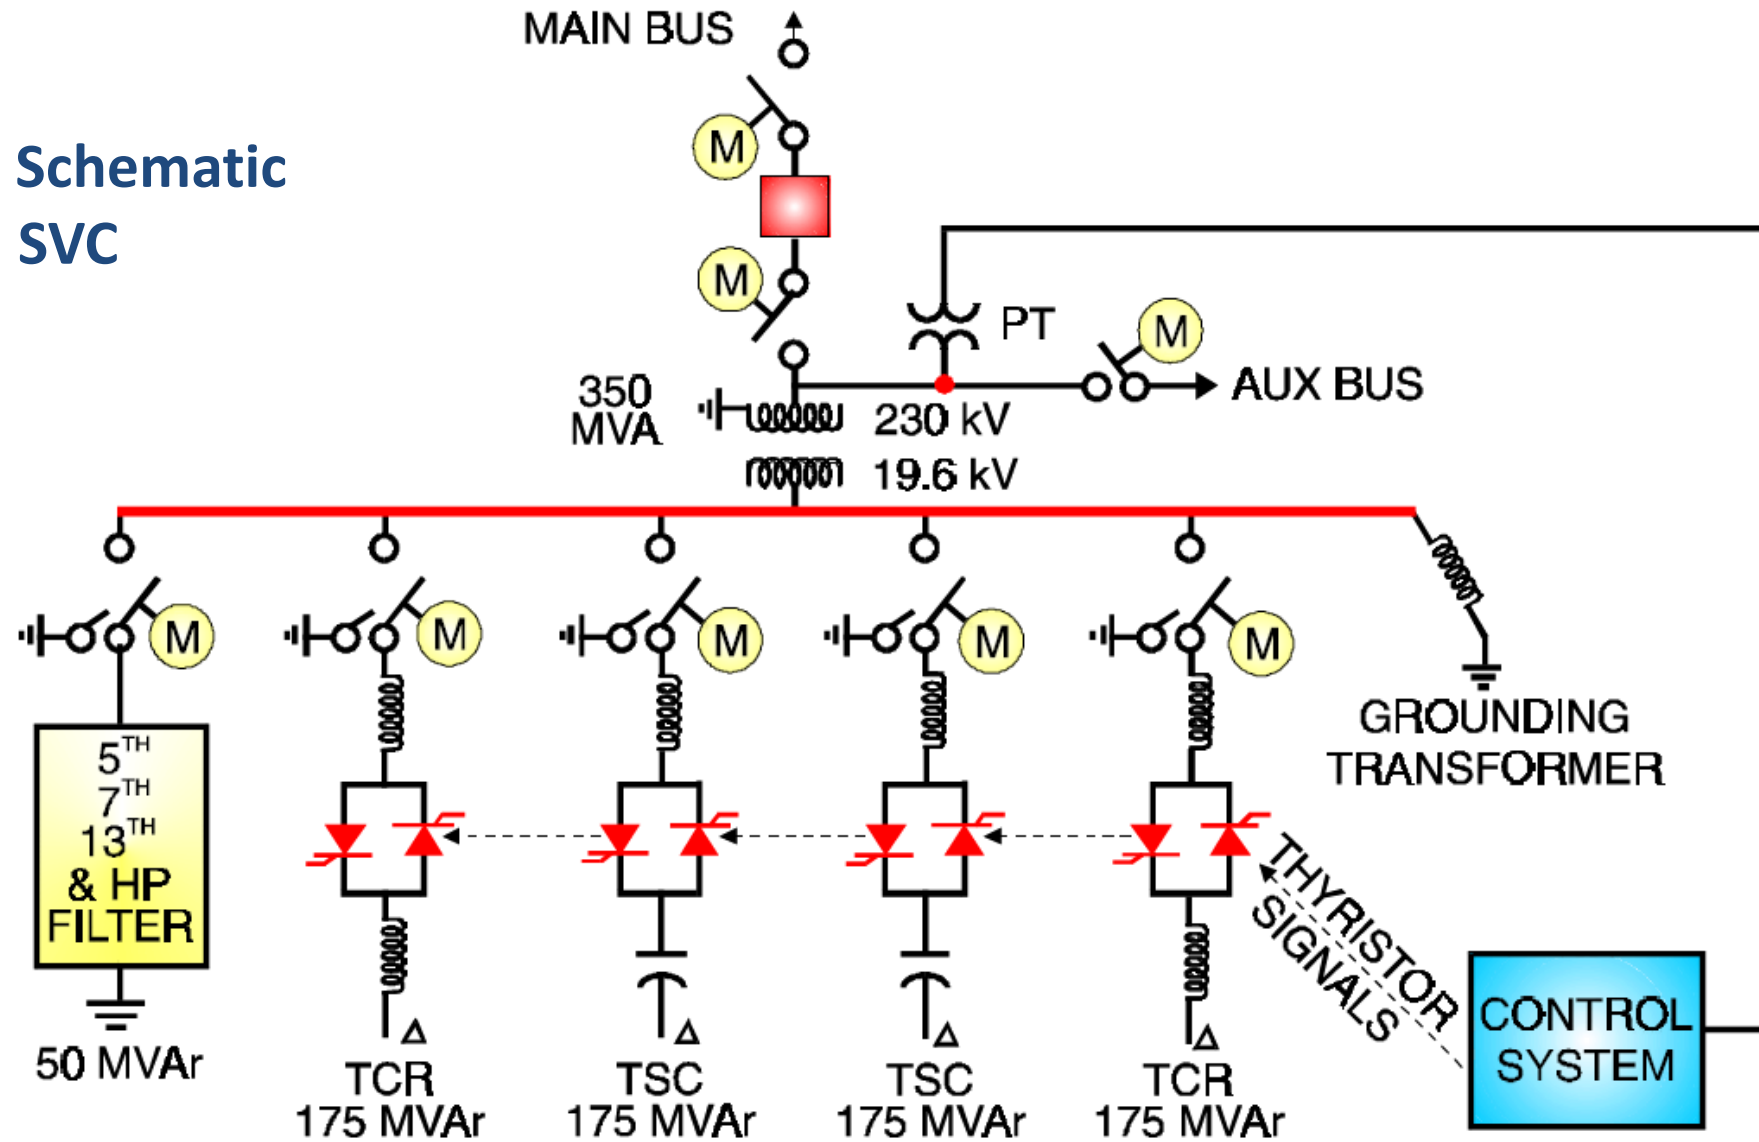 MAIN BUS
M
Schematic
SVC
M
PT
M
AUX BUS
350
MVA
230 kV
19.6 kV
M
M
M
M
M
GROUNDING
TRANSFORMER
5TH
7TH
13TH
& HP
FILTER
50 MVAr
THYRISTOR
SIGNALS
CONTROL
SYSTEM
TCR
175 MVAr
TSC
175 MVAr
TSC
175 MVAr
TCR
175 MVAr